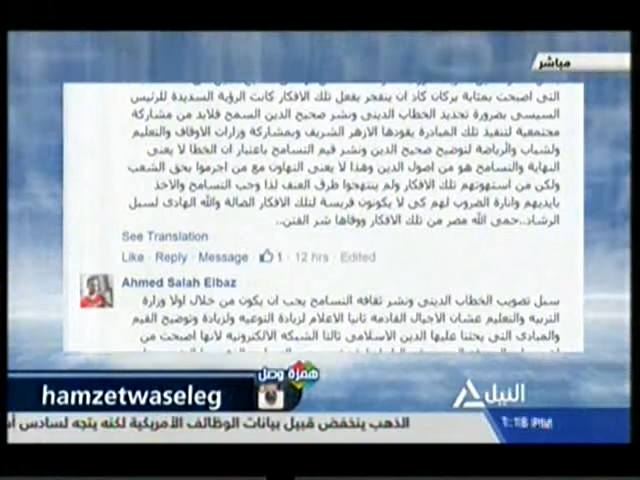 مباشر
التى اصبحت بمثابة بركان كاد ان ينفجر بفعل تلك الافكار كانت الرؤية السديدة للرئيس
السيسى بضرورة تجديد الخطاب الدينى ونشر صحيح الدين السمح فلابد من مشاركة
مجتمعية لتنفيذ تلك المبادرة يقودها الازهر الشريف وبمشاركة وزارات الاوقاف والتعليم
ولشباب والرياضة لتوضيح صحيح الدين ونشر قيم التسامح باعتبار ان الخطا لا يعنى
النهاية والتسامح هو من اصول الدين وهذا لا يعنى التهاون مع من اجرموا بحق الشعب
ولكن من استهوتهم تلك الافكار ولم ينتهجوا طرق العنف لذا وجب التسامح والاخذ
بايديهم وانارة الضروب لهم كى لا يكونون فريسة لتلك الافكار الضالة والله الهادى لسبل
الرشاد..حمى الله مصر من تلك الافكار ووقاها شر الفتن..
See Translation
Like · Reply · Message · 1 · 12 hrs · Edited
Ahmed Salah Elbaz
سبل تصويب الخطاب الدينى ونشر ثقافه التسامح يجب ان يكون من خلال اولا وزارة
التربيه والتعليم عشان الاجيال القادمه ثانيا الاعلام لزيادة التوعيه ولزيادة وتوضيح القيم
والمبادى التى يحثنا عليها الدين الاسلامى ثالثا الشبكه الالكترونيه لانها اصبحت من
همزة وصل
hamzetwaseleg
النيل
الذهب ينخفض قبيل بيانات الوظائف الأمريكية لكنه يتجه لسادس
1:18 PM